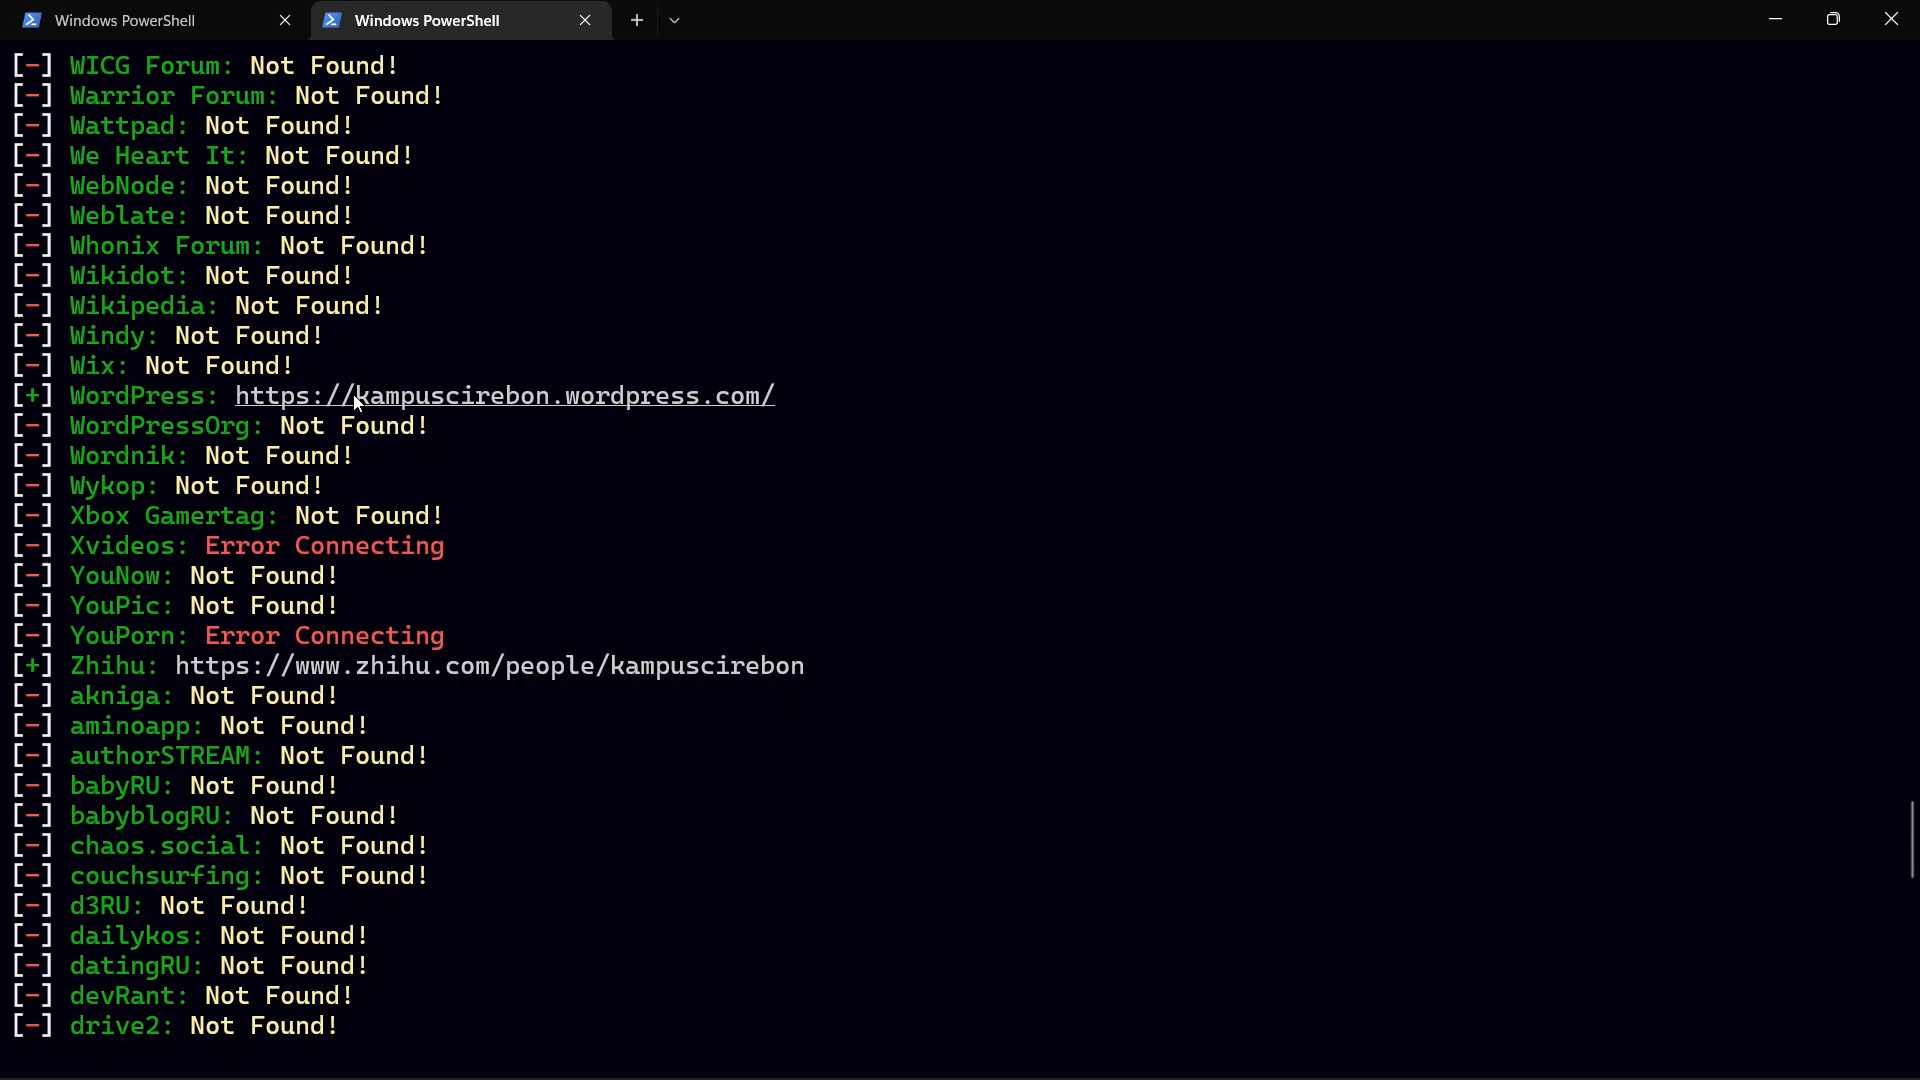 Windows PowerShell
Windows PowerShell
[-] WICG Forum: Not Found!
[-] Warrior Forum: Not Found!
[-] Wattpad: Not Found!
[-] We Heart It: Not Found!
[-] WebNode: Not Found!
[-] Weblate: Not Found!
[-] Whonix Forum: Not Found!
[-] Wikidot: Not Found!
[-] Wikipedia: Not Found!
[-] Windy: Not Found!
[-] Wix: Not Found!
[+] WordPress: https://kampuscirebon.wordpress.com/
[-] WordPressOrg: Not Found!
[-] Wordnik: Not Found!
[-] Wykop: Not Found!
[-] Xbox Gamertag: Not Found!
[-] Xvideos: Error Connecting
[-] YouNow: Not Found!
[-] YouPic: Not Found!
[-] YouPorn: Error Connecting
[+] Zhihu: https://www.zhihu.com/people/kampuscirebon
[-] akniga: Not Found!
[-] aminoapp: Not Found!
[-] authorSTREAM: Not Found!
[-] babyRU: Not Found!
[-] babyblogRU: Not Found!
[-] chaos.social: Not Found!
[-] couchsurfing: Not Found!
[-] d3RU: Not Found!
[-] dailykos: Not Found!
[-] datingRU: Not Found!
[-] devRant: Not Found!
[-] drive2: Not Found!